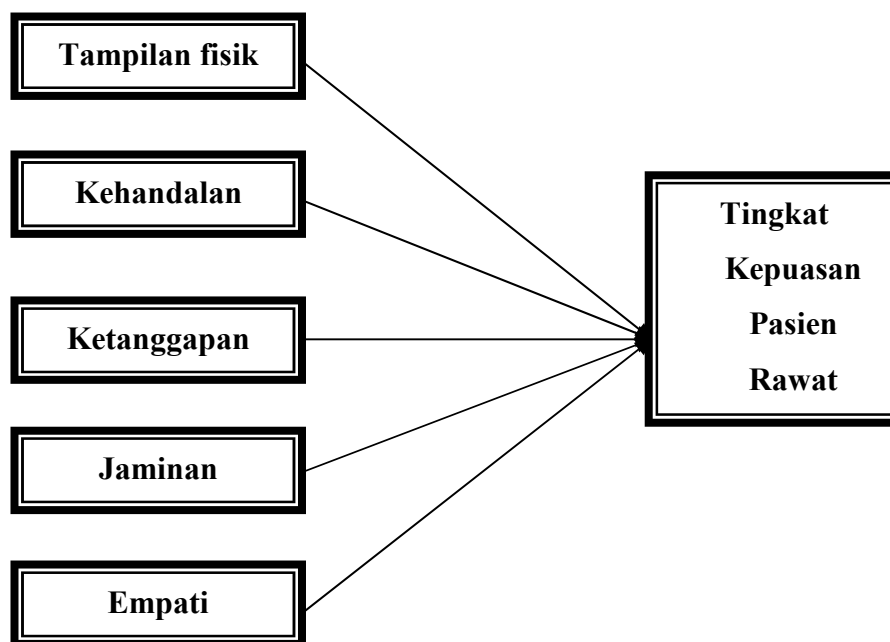 Tampilan fisik
Kehandalan
Ketanggapan
Jaminan
Empati
Tingkat
Kepuasan
Pasien
Rawat